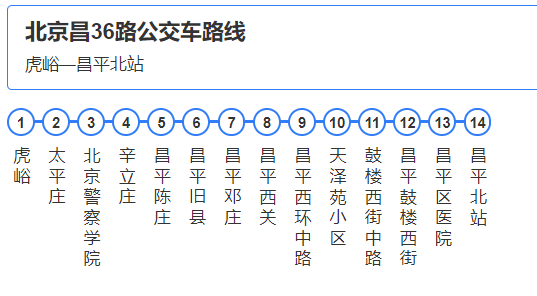 北京昌36路公交车路线
虎峪—昌平北站
1 2 3 4 5 6 7 8 9 10 11 12 13 14
虎峪
太平庄
北京警察学院
辛立庄
昌平陈庄
昌平旧县
昌平邓庄
昌平西关
昌平西环中路
天泽苑小区
鼓楼西街中路
昌平鼓楼西街
昌平区医院
昌平北站